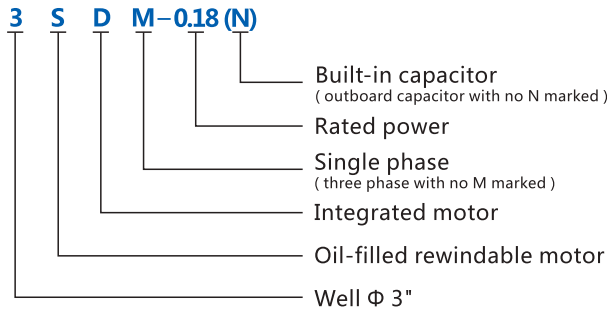 3 S D M-0.18(N)
Built-in capacitor
( outboard capacitor with no N marked )
Rated power
Single phase
( three phase with no M marked )
Integrated motor
Oil-filled rewindable motor
Well Φ 3"